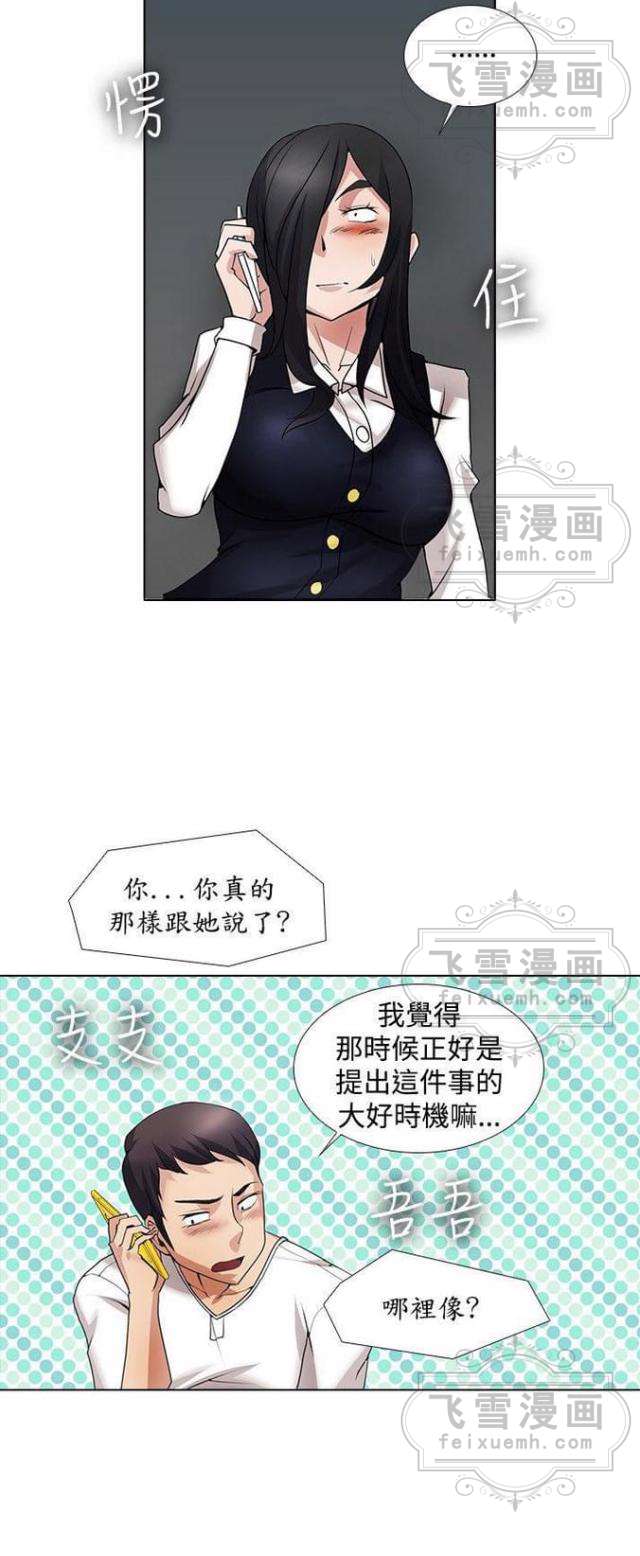 ……
飞雪漫画
feixuemh.com
愣
住
飞雪漫画
feixuemh.com
你...你真的
那樣跟她說了?
飞雪漫画
feixuemh.com
支支
我覺得
那時候正好是
提出這件事的
大好時機嘛...
吾吾
哪裡像?
飞雪漫画
feixuemh.com